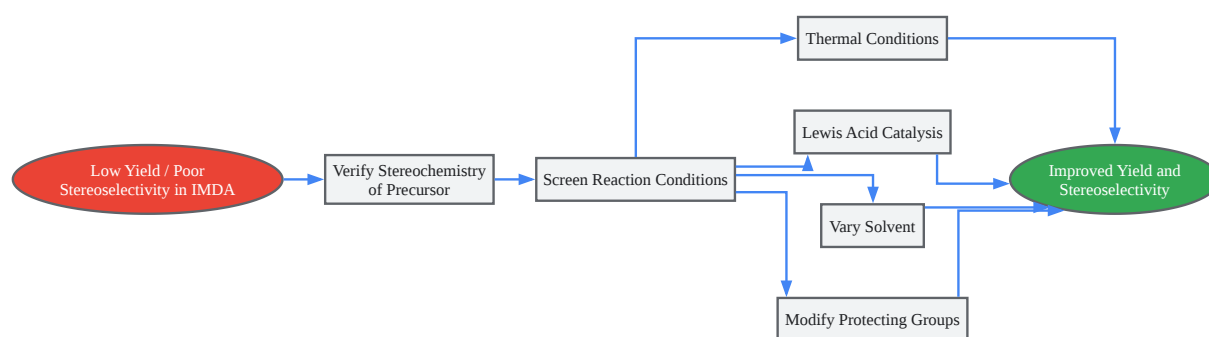 Low Yield / Poor
Stereoselectivity in IMDA
Verify Stereochemistry
of Precursor
Screen Reaction Conditions
Thermal Conditions
Lewis Acid Catalysis
Vary Solvent
Modify Protecting Groups
Improved Yield and
Stereoselectivity